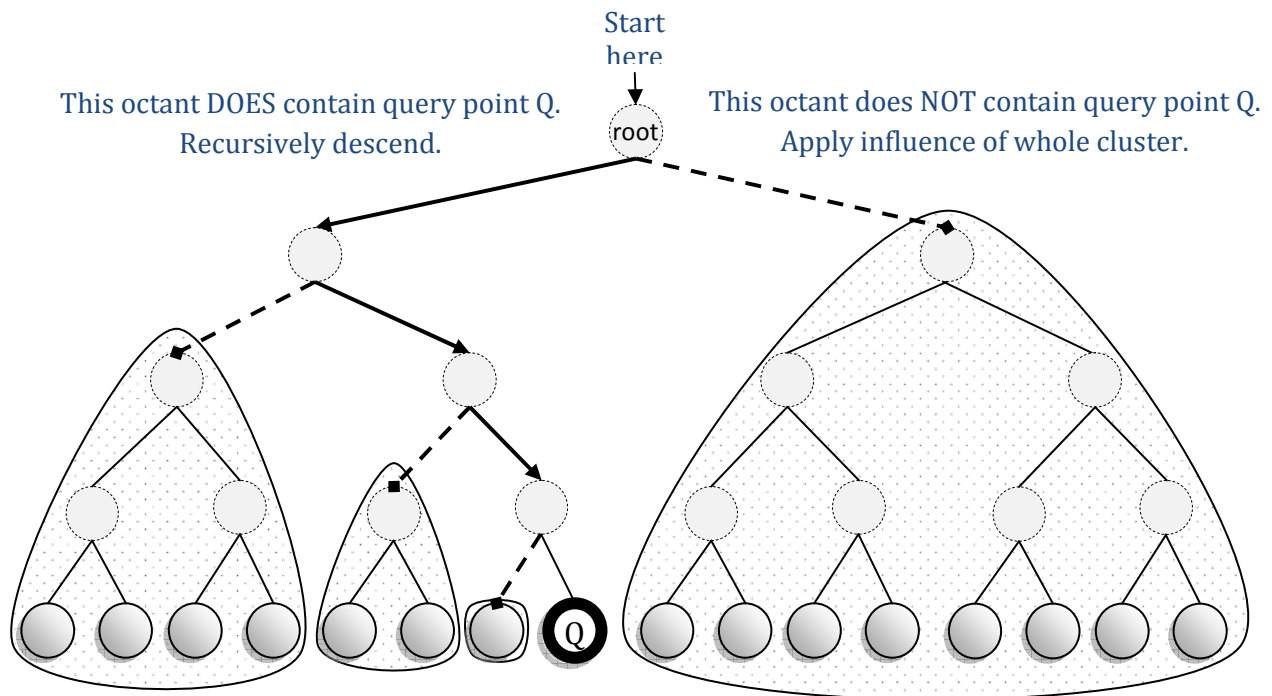 Start
here
This octant DOES contain query point Q.
Recursively descend.
This octant does NOT contain query point Q.
Apply influence of whole cluster.
root
Q